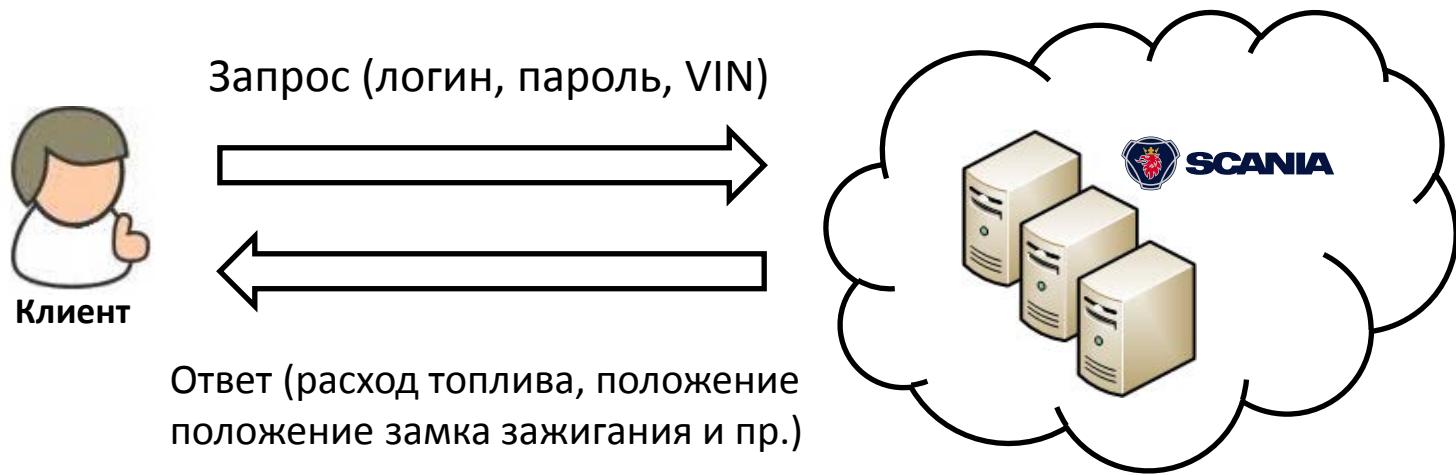 Запрос (логин, пароль, VIN)
SCANIA
Клиент
Ответ (расход топлива, положение
положение замка зажигания и пр.)